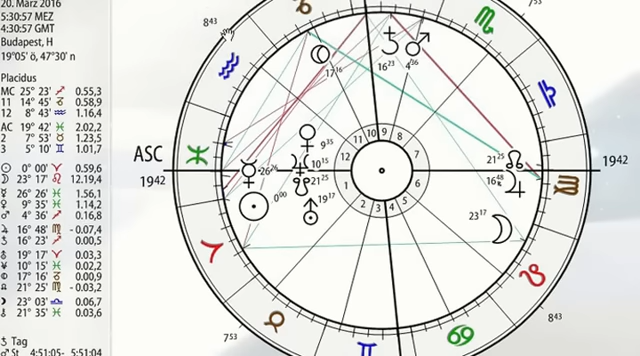 20. März 2016
5:30:57 MEZ
4:30:57 GMT
Budapest, H
19°05' ö, 47°30' n
Placidus
MC 25° 23' ♐ 0.55,3
11 14° 45' ♑ 0.58,9
12 8° 43' ♒ 1.16,4
AC 19° 42' ♓ 2.02,2
2 7° 53' ♉ 1.23,5
3 5° 10' ♊ 1.01,7
☉ 0° 00' ♈ 0.59,6
☽ 23° 17' ♌ 12.19,4
☿ 26° 26' ♓ 1.56,1
♀ 9° 35' ♓ 1.14,2
♂ 4° 36' ♐ 0.16,8
♃ 16° 48' ♍ - 0.07,4
♄ 16° 23' ♐ 0.00,5
19° 17' ♈ 0.03,3
♆ 10° 15' ♓ 0.02,2
17° 16' ♑ 0.00,9
☊ 21° 25' ♍ - 0.03,2
23° 03' ♎ 0.06,7
21° 35' ♓ 0.03,6
Tag
♂ St 4:51:05- 5:51:04
8⁴³
7⁵³
♑
♏
♒
♎
17¹⁶
♄ ♂
16²³ 4³⁶
ASC
♓
19⁴²
☿ 26²⁶
♀ 9³⁵
♆ 10¹⁵
☋ 21²⁵
19¹⁷
☉ 0⁰⁰
10 9
11 8
12 7
1 6
2 3 4 5
21²⁵ ☊
16⁴⁸ ♃
19⁴²
♍
23¹⁷ ☽
♈
♌
7⁵³
8⁴³
♉
♊
♋